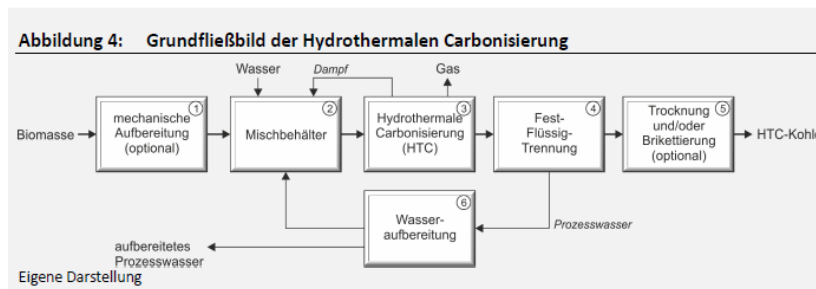 Abbildung 4: Grundfließbild der Hydrothermalen Carbonisierung
Wasser
Dampf
Gas
Biomasse
1
mechanische
Aufbereitung
(optional)
2
Mischbehälter
3
Hydrothermale
Carbonisierung
(HTC)
4
Fest-
Flüssig-
Trennung
5
Trocknung
und/oder
Brikettierung
(optional)
HTC-Kohle
6
Wasser-
aufbereitung
Prozesswasser
aufbereitetes
Prozesswasser
Eigene Darstellung